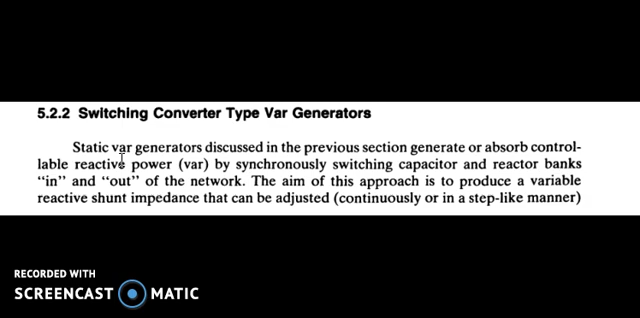 5.2.2 Switching Converter Type Var Generators
Static var generators discussed in the previous section generate or absorb control-
lable reactive power (var) by synchronously switching capacitor and reactor banks
“in” and “out” of the network. The aim of this approach is to produce a variable
reactive shunt impedance that can be adjusted (continuously or in a step-like manner)
RECORDED WITH
SCREENCAST MATIC